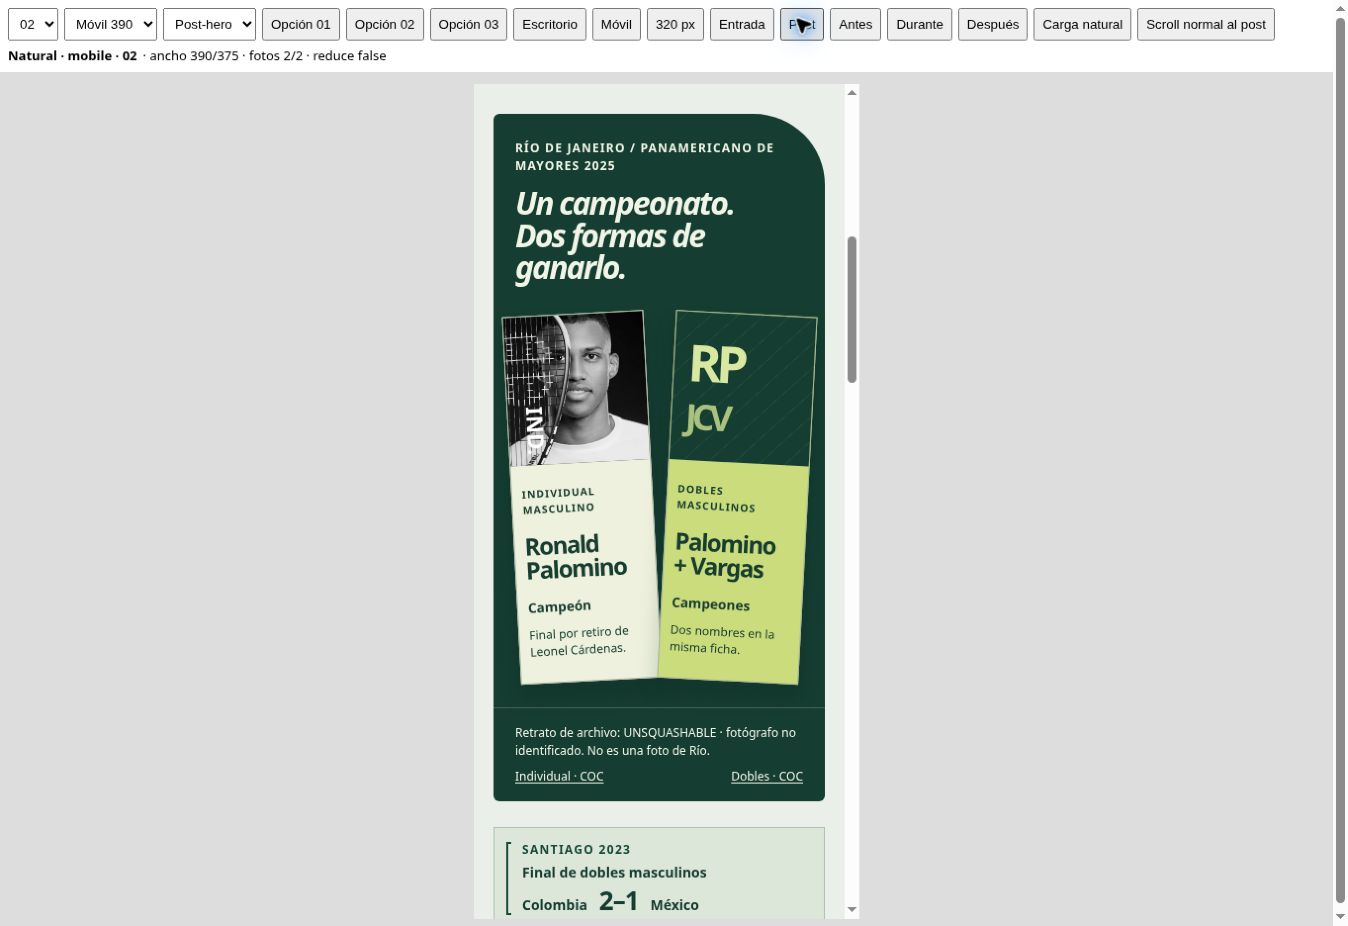 02 Móvil 390 Post-hero Opción 01 Opción 02 Opción 03 Escritorio Móvil 320 px Entrada Antes Durante Después Carga natural Scroll normal al post
Natural · mobile · 02 · ancho 390/375 · fotos 2/2 · reduce false
RÍO DE JANEIRO / PANAMERICANO DE
MAYORES 2025
Un campeonato.
Dos formas de
ganarlo.
IND
RP
JCV
INDIVIDUAL
MASCULINO
Ronald
Palomino
Campeón
Final por retiro de
Leonel Cárdenas.
DOBLES
MASCULINOS
Palomino
+ Vargas
Campeones
Dos nombres en la
misma ficha.
Retrato de archivo: UNSQUASHABLE · fotógrafo no
identificado. No es una foto de Río.
Individual · COC Dobles · COC
SANTIAGO 2023
Final de dobles masculinos
Colombia 2–1 México